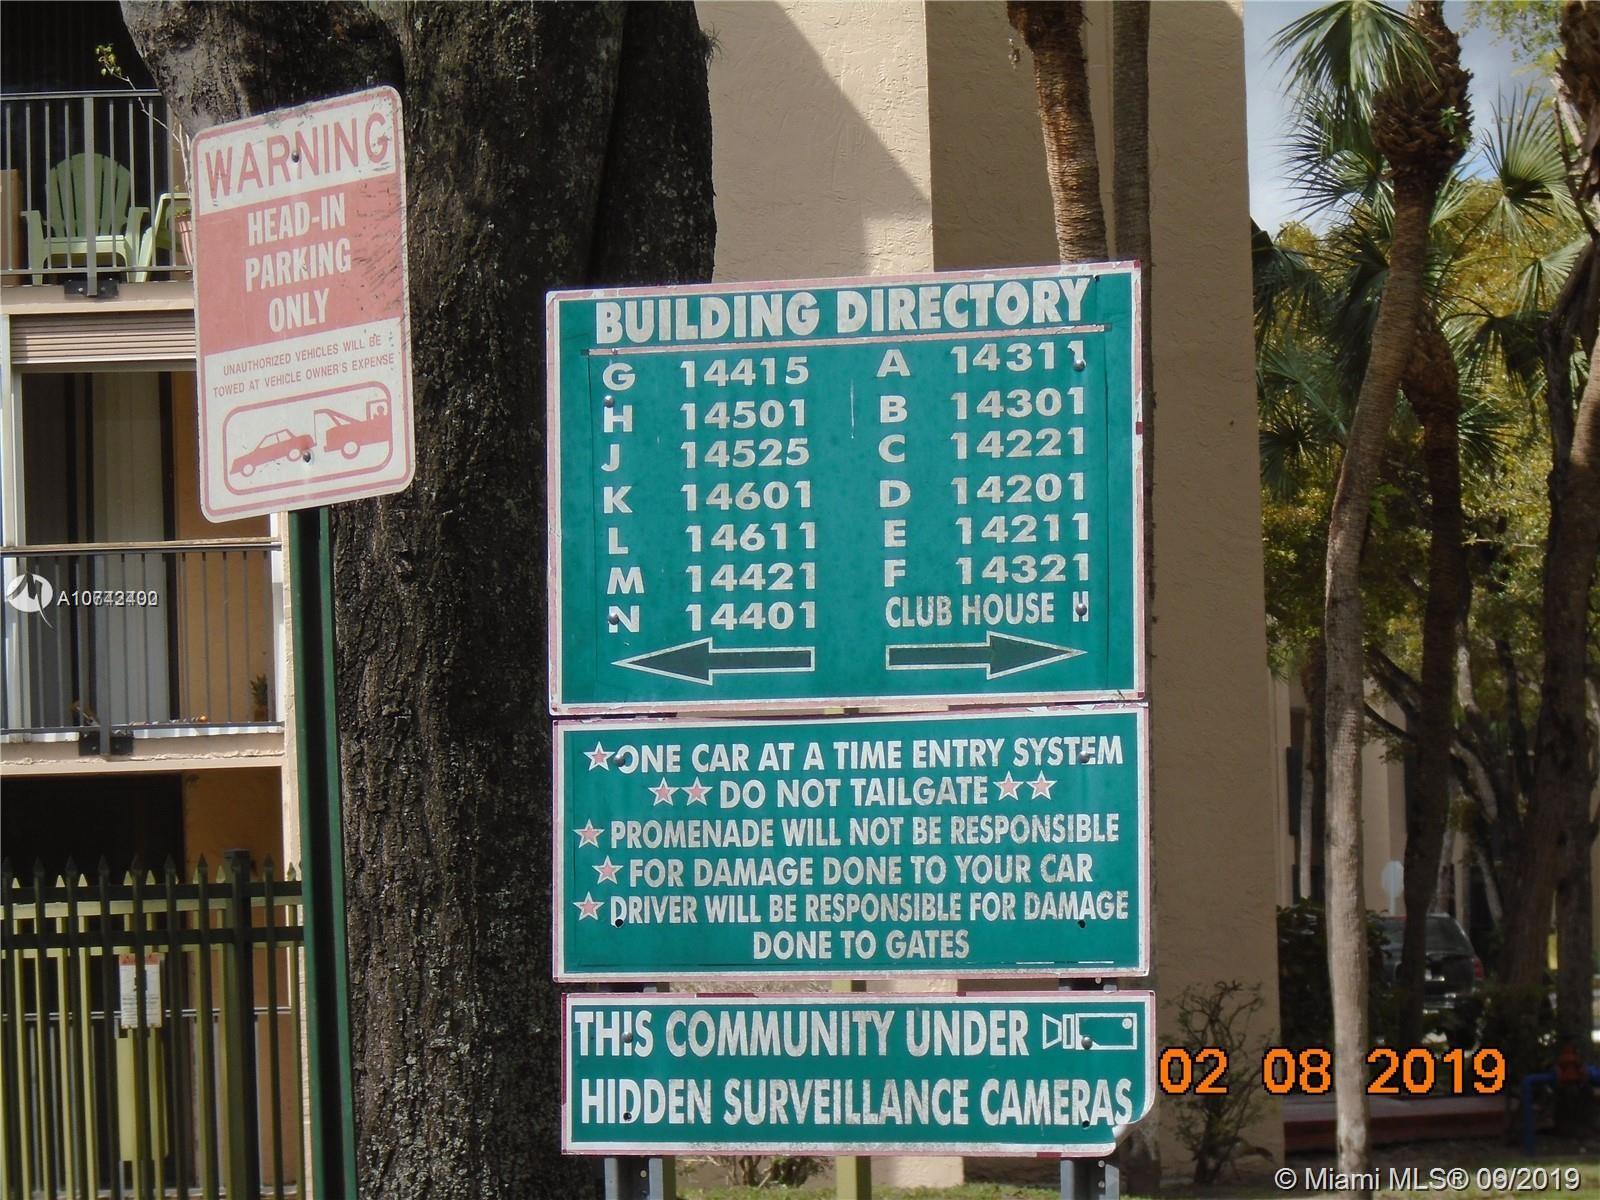 WARNING
HEAD-IN
PARKING
ONLY
UNAUTHORIZED VEHICLES WILL BE
TOWED AT VEHICLE OWNER'S EXPENSE
BUILDING DIRECTORY
G 14415 A 14311
H 14501 B 14301
J 14525 C 14221
K 14601 D 14201
L 14611 E 14211
M 14421 F 14321
N 14401 CLUB HOUSE H
★ONE CAR AT A TIME ENTRY SYSTEM
★★ DO NOT TAILGATE ★★
★ PROMENADE WILL NOT BE RESPONSIBLE
★ FOR DAMAGE DONE TO YOUR CAR
★ DRIVER WILL BE RESPONSIBLE FOR DAMAGE
DONE TO GATES
THIS COMMUNITY UNDER
HIDDEN SURVEILLANCE CAMERAS
02 08 2019
© Miami MLS® 09/2019